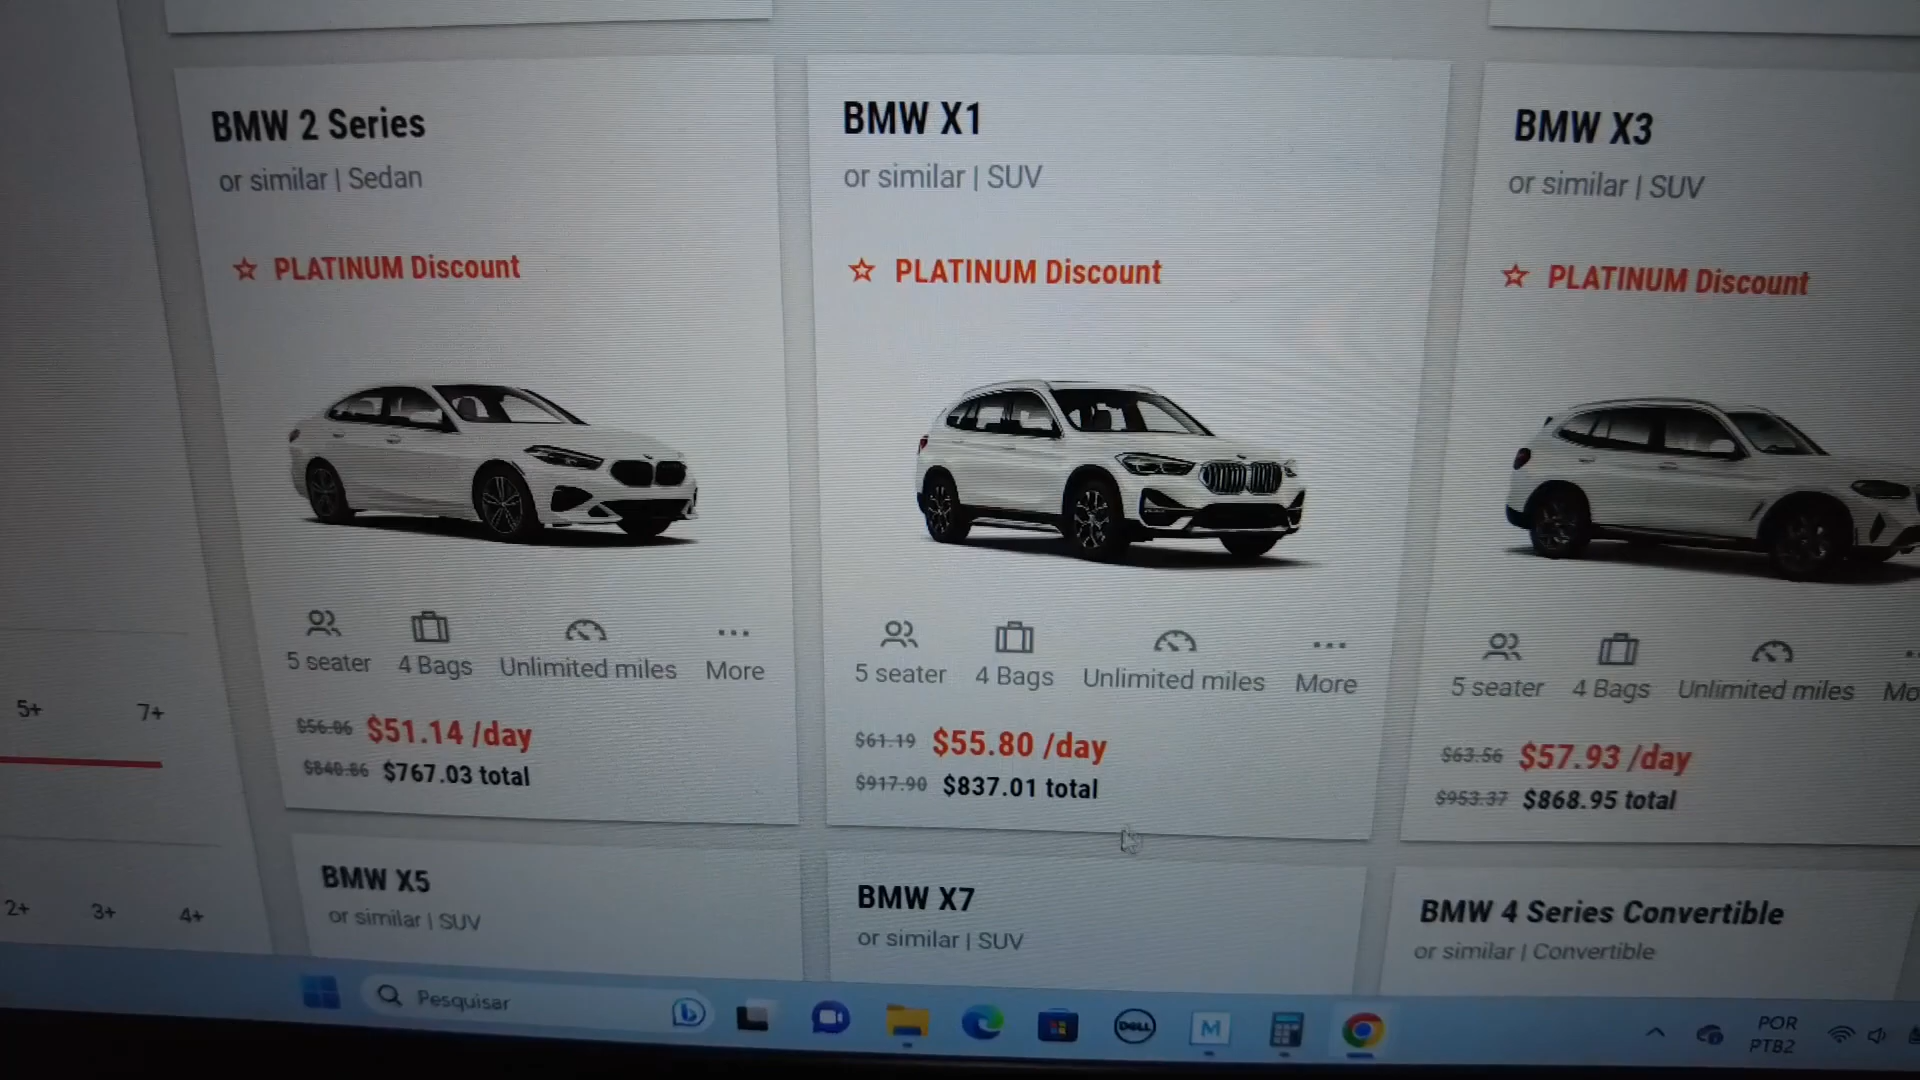 BMW 2 Series
or similar | Sedan
PLATINUM Discount
5 seater
4 Bags
Unlimited miles
More
$56.06 $51.14 /day
$840.86 $767.03 total
BMW X1
or similar | SUV
PLATINUM Discount
5 seater
4 Bags
Unlimited miles
More
$61.19 $55.80 /day
$917.90 $837.01 total
BMW X3
or similar | SUV
PLATINUM Discount
5 seater
4 Bags
Unlimited miles
Mo
$63.56 $57.93 /day
$953.37 $868.95 total
5+ 7+
2+ 3+ 4+
BMW X5
or similar | SUV
BMW X7
or similar | SUV
BMW 4 Series Convertible
or similar | Convertible
Pesquisar
DELL
M
POR
PTB2